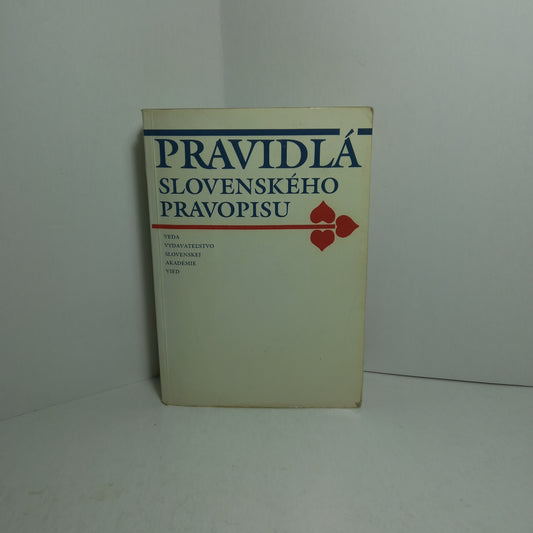 PRAVIDLÁ
SLOVENSKÉHO
PRAVOPISU
VEDA
VYDAVATEĽSTVO
SLOVENSKEJ
AKADÉMIE
VIED